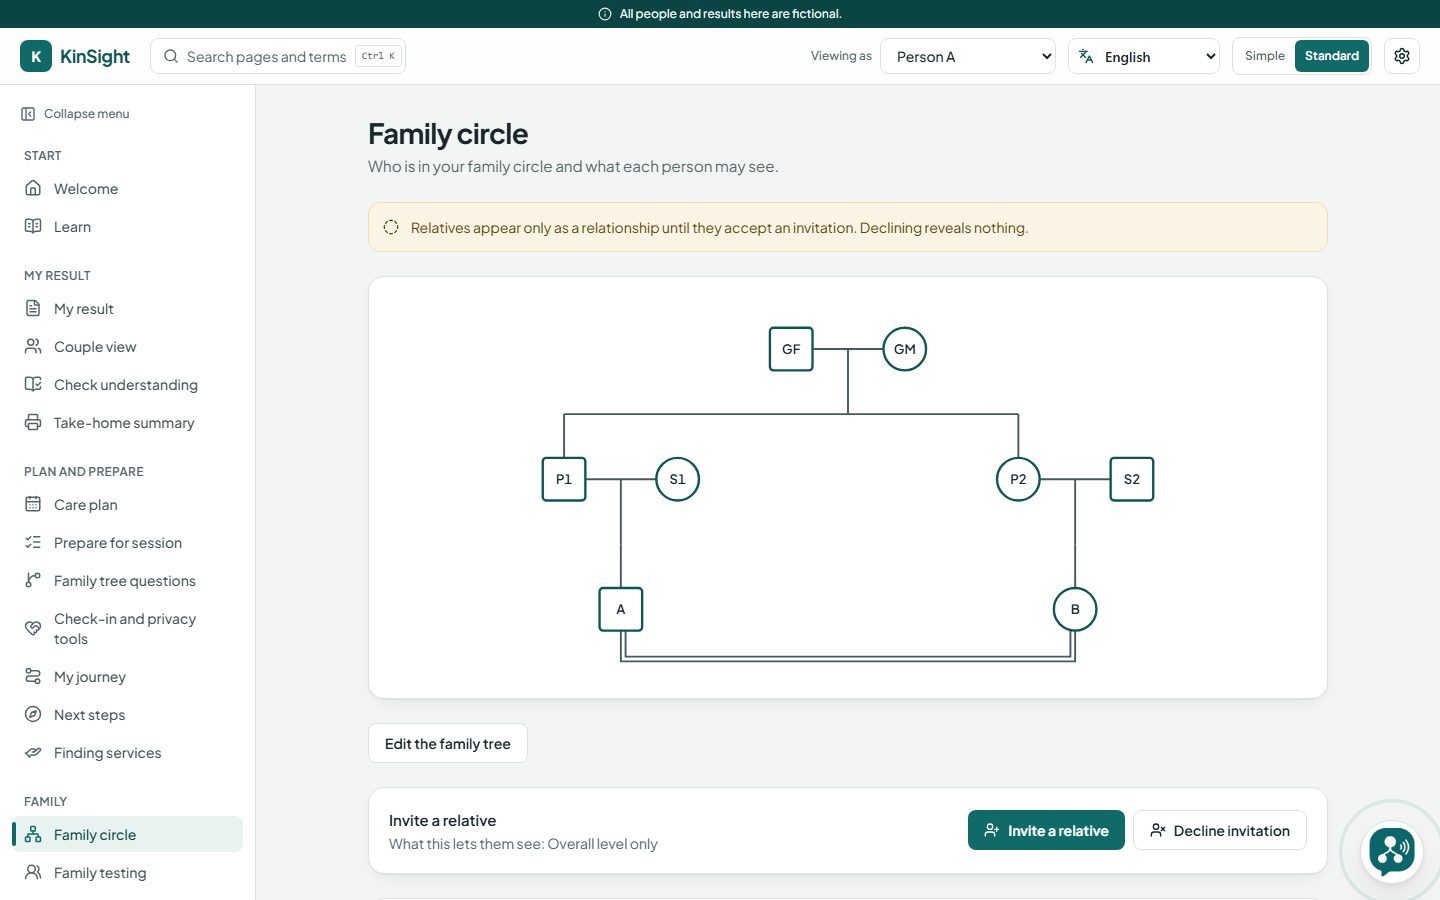 All people and results here are fictional.
K KinSight
Search pages and terms Ctrl K
Viewing as Person A English Simple Standard
Collapse menu
START
Welcome
Learn
MY RESULT
My result
Couple view
Check understanding
Take-home summary
PLAN AND PREPARE
Care plan
Prepare for session
Family tree questions
Check-in and privacy
tools
My journey
Next steps
Finding services
FAMILY
Family circle
Family testing
Family circle
Who is in your family circle and what each person may see.
Relatives appear only as a relationship until they accept an invitation. Declining reveals nothing.
GF GM
P1 S1 P2 S2
A B
Edit the family tree
Invite a relative
What this lets them see: Overall level only
Invite a relative Decline invitation